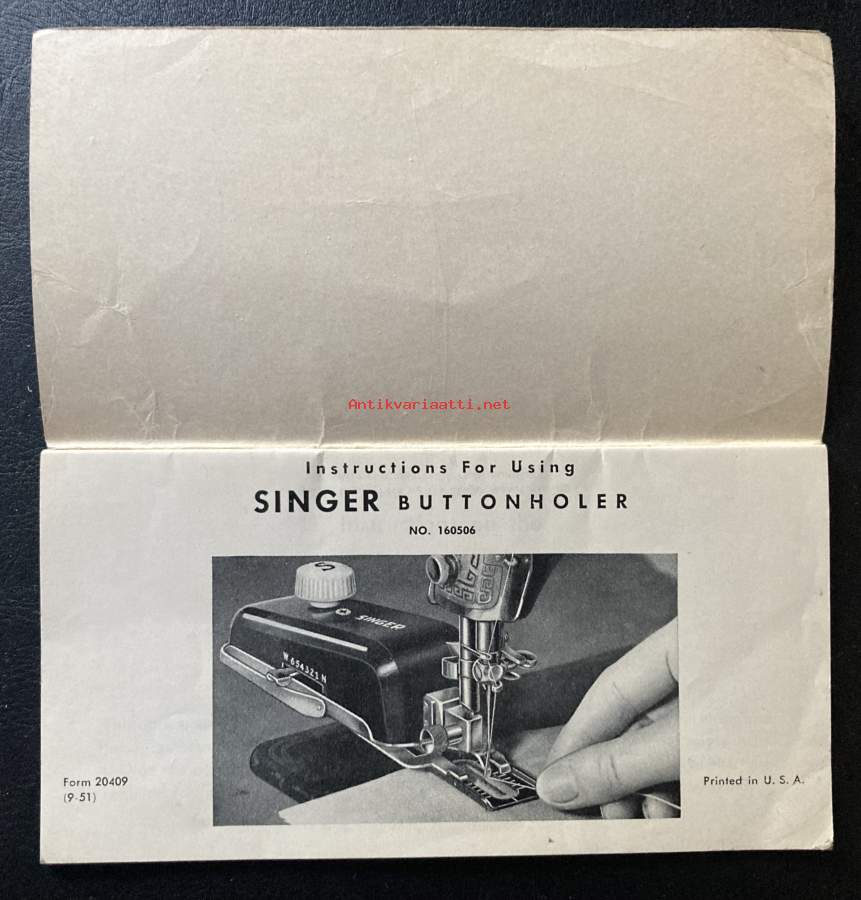 Antikvariaatti.net
Instructions For Using
SINGER BUTTONHOLER
NO. 160506
S
SINGER
W 654321 N
Form 20409
(9-51)
Printed in U. S. A.